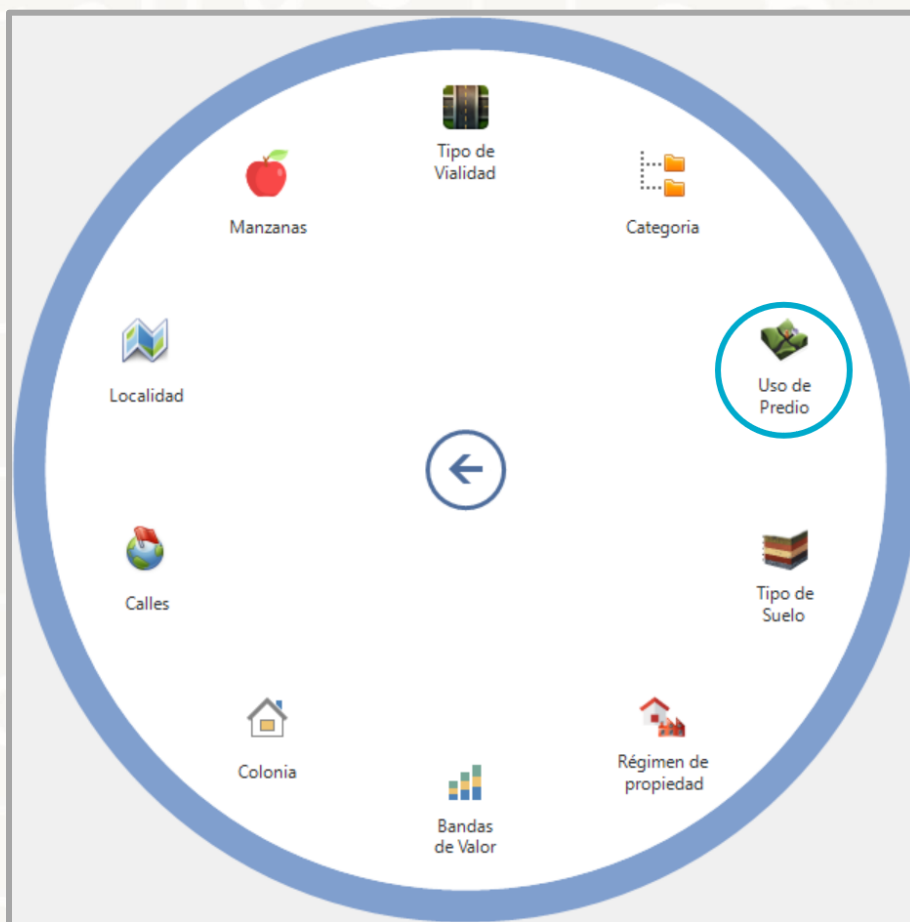 Tipo de
Vialidad
Manzanas
Categoria
Localidad
Uso de
Predio
Calles
Tipo de
Suelo
Colonia
Régimen de
propiedad
Bandas
de Valor